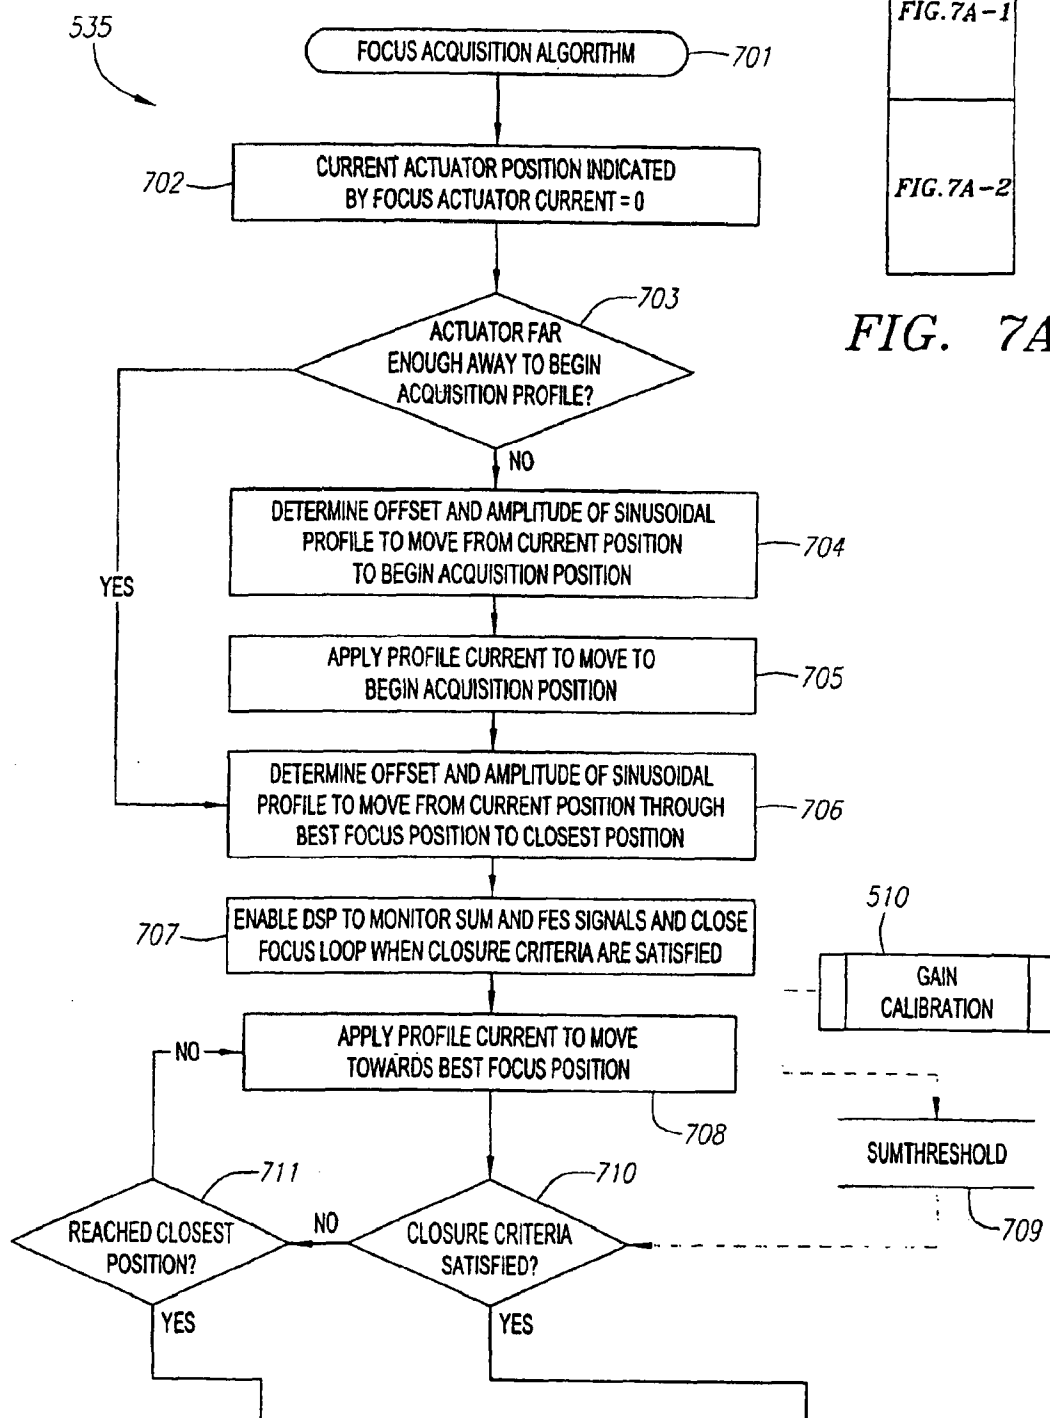 535
FOCUS ACQUISITION ALGORITHM
701
FIG.7A-1
702
CURRENT ACTUATOR POSITION INDICATED
BY FOCUS ACTUATOR CURRENT = 0
FIG.7A-2
703
ACTUATOR FAR
ENOUGH AWAY TO BEGIN
ACQUISITION PROFILE?
FIG. 7A
NO
DETERMINE OFFSET AND AMPLITUDE OF SINUSOIDAL
PROFILE TO MOVE FROM CURRENT POSITION
TO BEGIN ACQUISITION POSITION
704
YES
APPLY PROFILE CURRENT TO MOVE TO
BEGIN ACQUISITION POSITION
705
DETERMINE OFFSET AND AMPLITUDE OF SINUSOIDAL
PROFILE TO MOVE FROM CURRENT POSITION THROUGH
BEST FOCUS POSITION TO CLOSEST POSITION
706
707
ENABLE DSP TO MONITOR SUM AND FES SIGNALS AND CLOSE
FOCUS LOOP WHEN CLOSURE CRITERIA ARE SATISFIED
510
GAIN
CALIBRATION
NO
APPLY PROFILE CURRENT TO MOVE
TOWARDS BEST FOCUS POSITION
708
SUMTHRESHOLD
709
711
REACHED CLOSEST
POSITION?
NO
710
CLOSURE CRITERIA
SATISFIED?
YES
YES